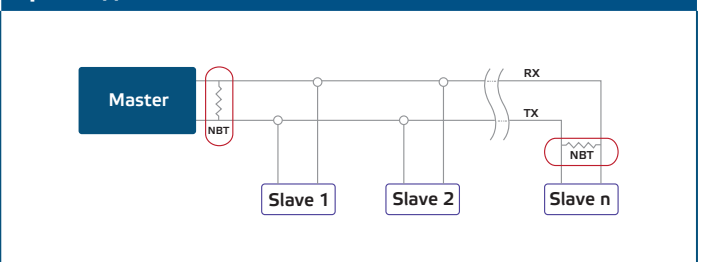 RX
Master
TX
NBT
NBT
Slave 1
Slave 2
Slave n